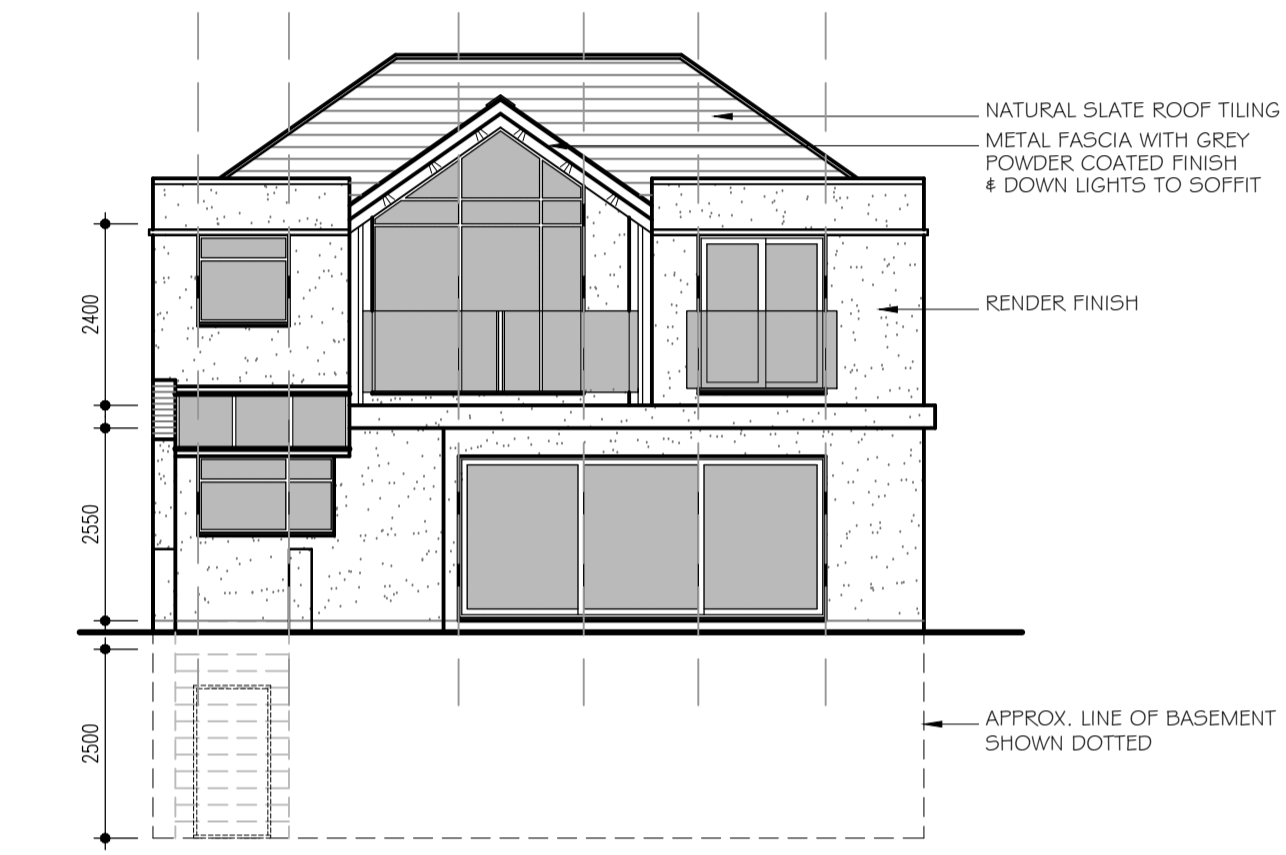 NATURAL SLATE ROOF TILING
METAL FASCIA WITH GREY
POWDER COATED FINISH
& DOWN LIGHTS TO SOFFIT
2400
RENDER FINISH
2550
2500
APPROX. LINE OF BASEMENT
SHOWN DOTTED